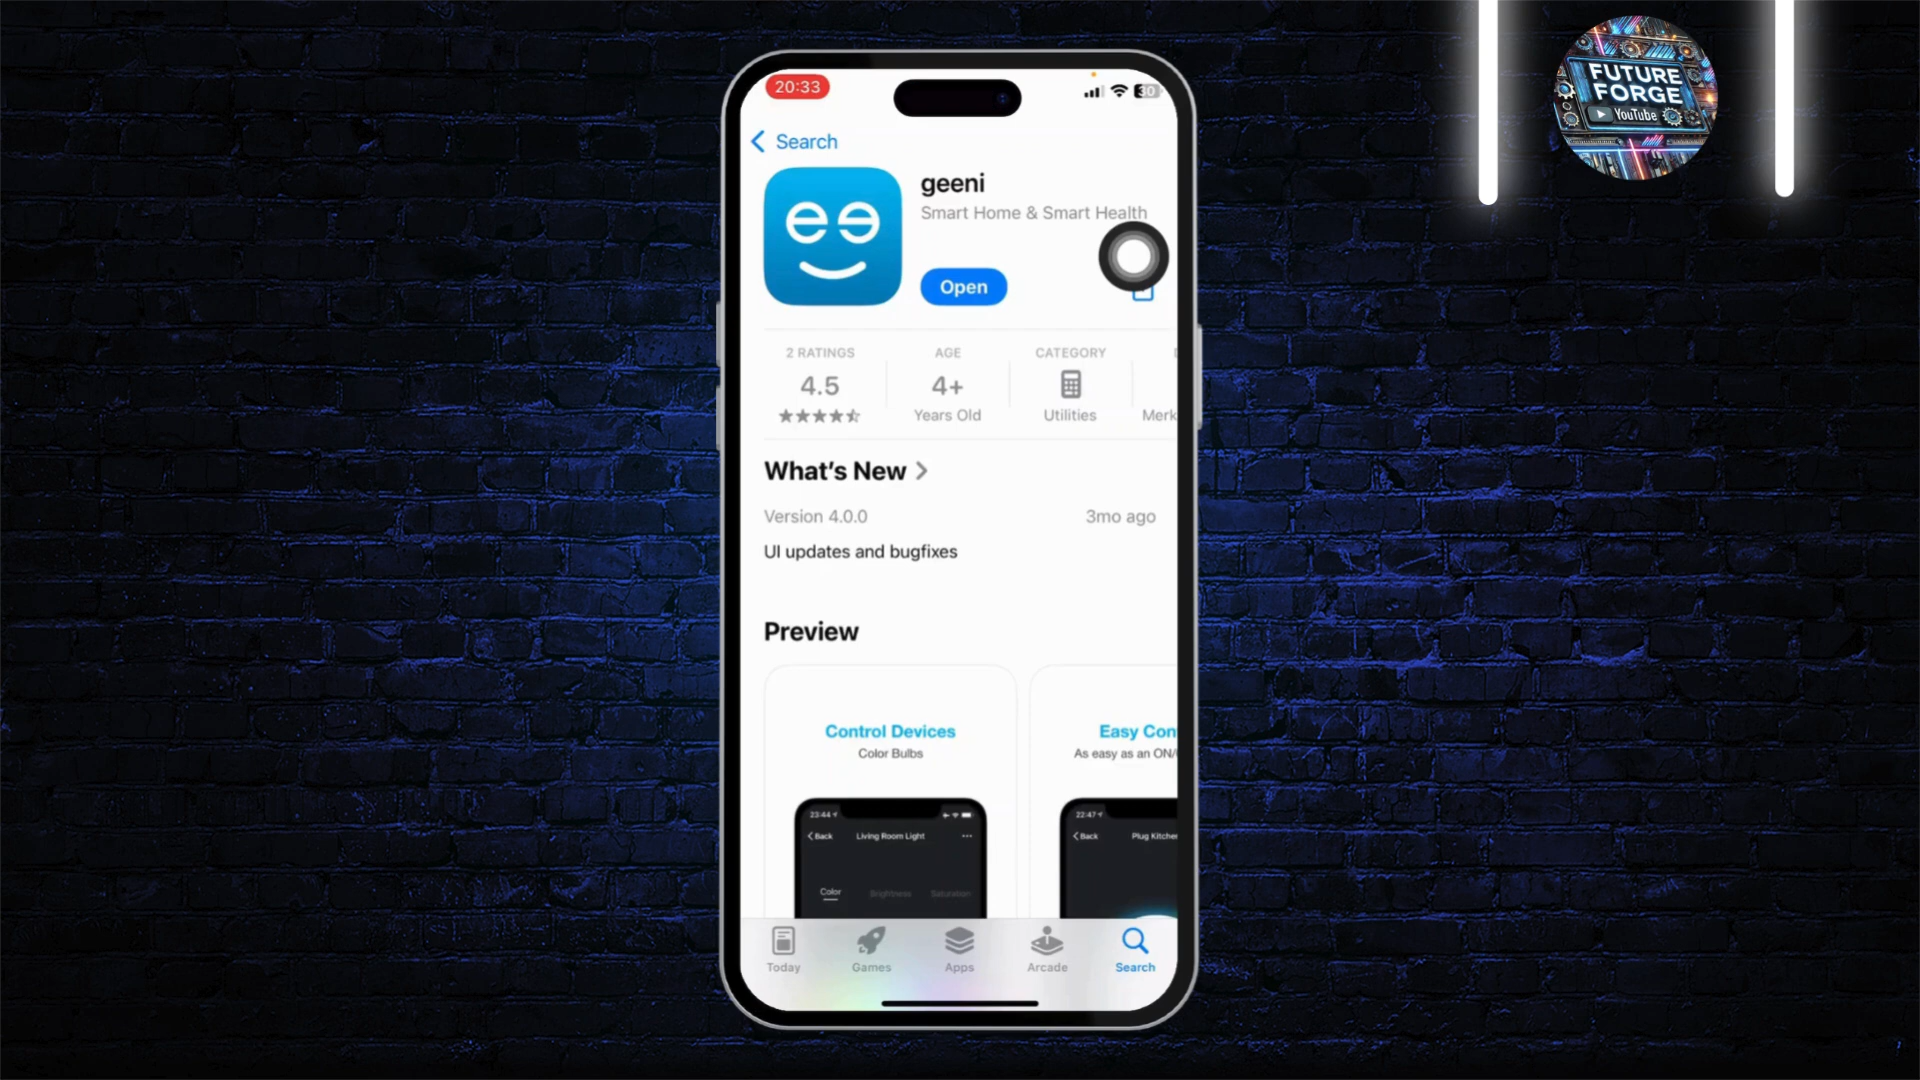 FUTURE
FORGE
YouTube
20:33
30
Search
geeni
Smart Home & Smart Health
Open
2 RATINGS
AGE
CATEGORY
4.5
4+
Years Old
Utilities
Merk
What's New
Version 4.0.0
3mo ago
UI updates and bugfixes
Preview
Control Devices
Color Bulbs
Easy Con
As easy as an ON/
23:44
Back
Living Room Light
Color
Brightness
Saturation
22:47
Back
Plug Kitchen
Today
Games
Apps
Arcade
Search